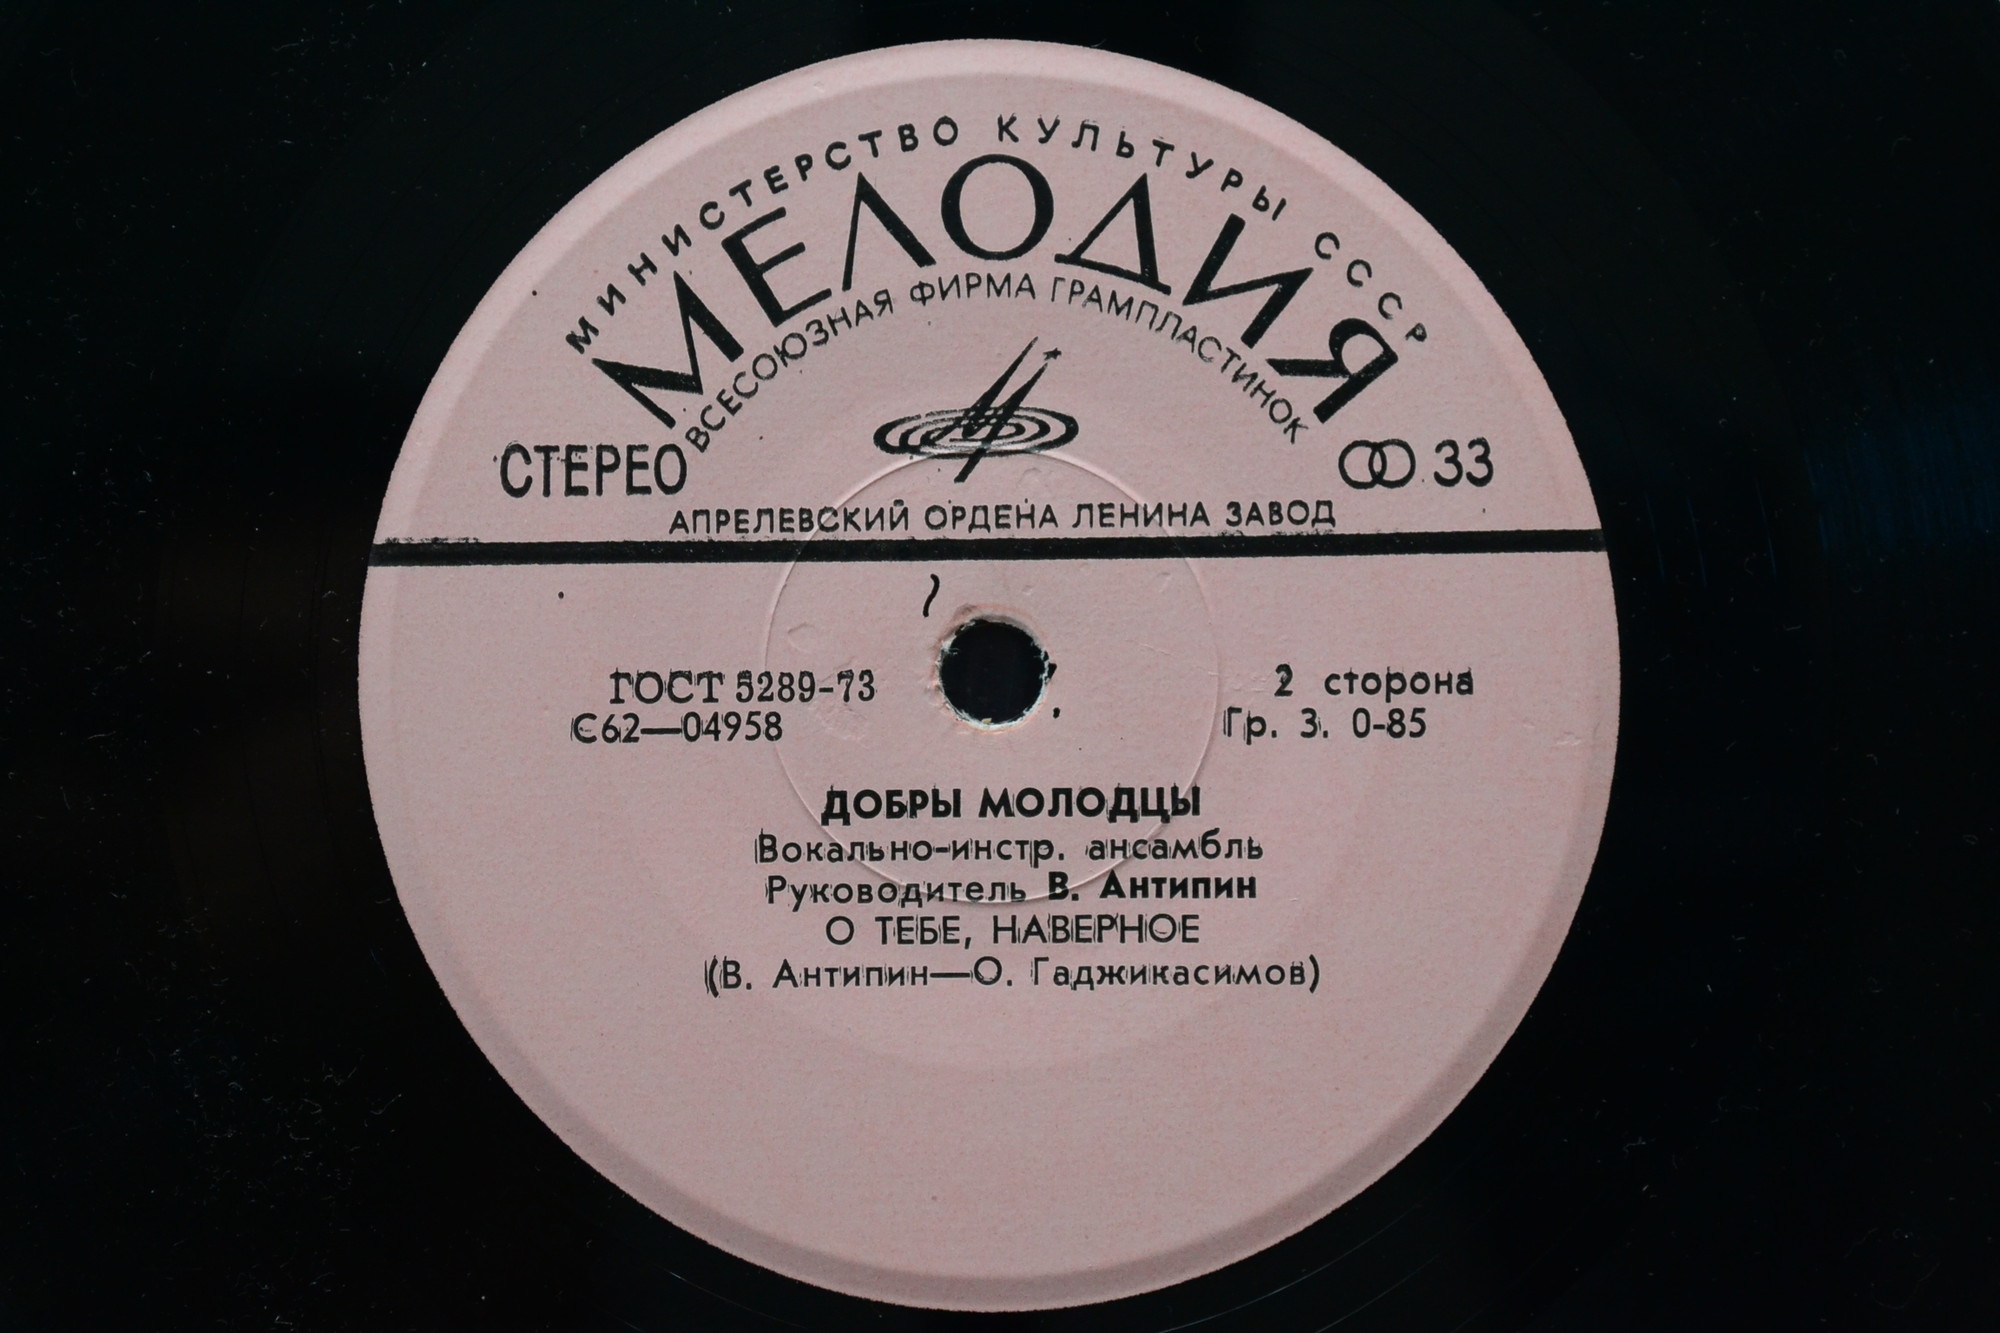 МИНИСТЕРСТВО КУЛЬТУРЫ СССР
МЕЛОДИЯ
ВСЕСОЮЗНАЯ ФИРМА ГРАМПЛАСТИНОК
СТЕРЕО 33
АПРЕЛЕВСКИЙ ОРДЕНА ЛЕНИНА ЗАВОД
ГОСТ 5289-73 2 сторона
С62—04958 Гр. 3. 0-85
ДОБРЫ МОЛОДЦЫ
Вокально-инстр. ансамбль
Руководитель В. Антипин
О ТЕБЕ, НАВЕРНОЕ
(В. Антипин—О. Гаджикасимов)